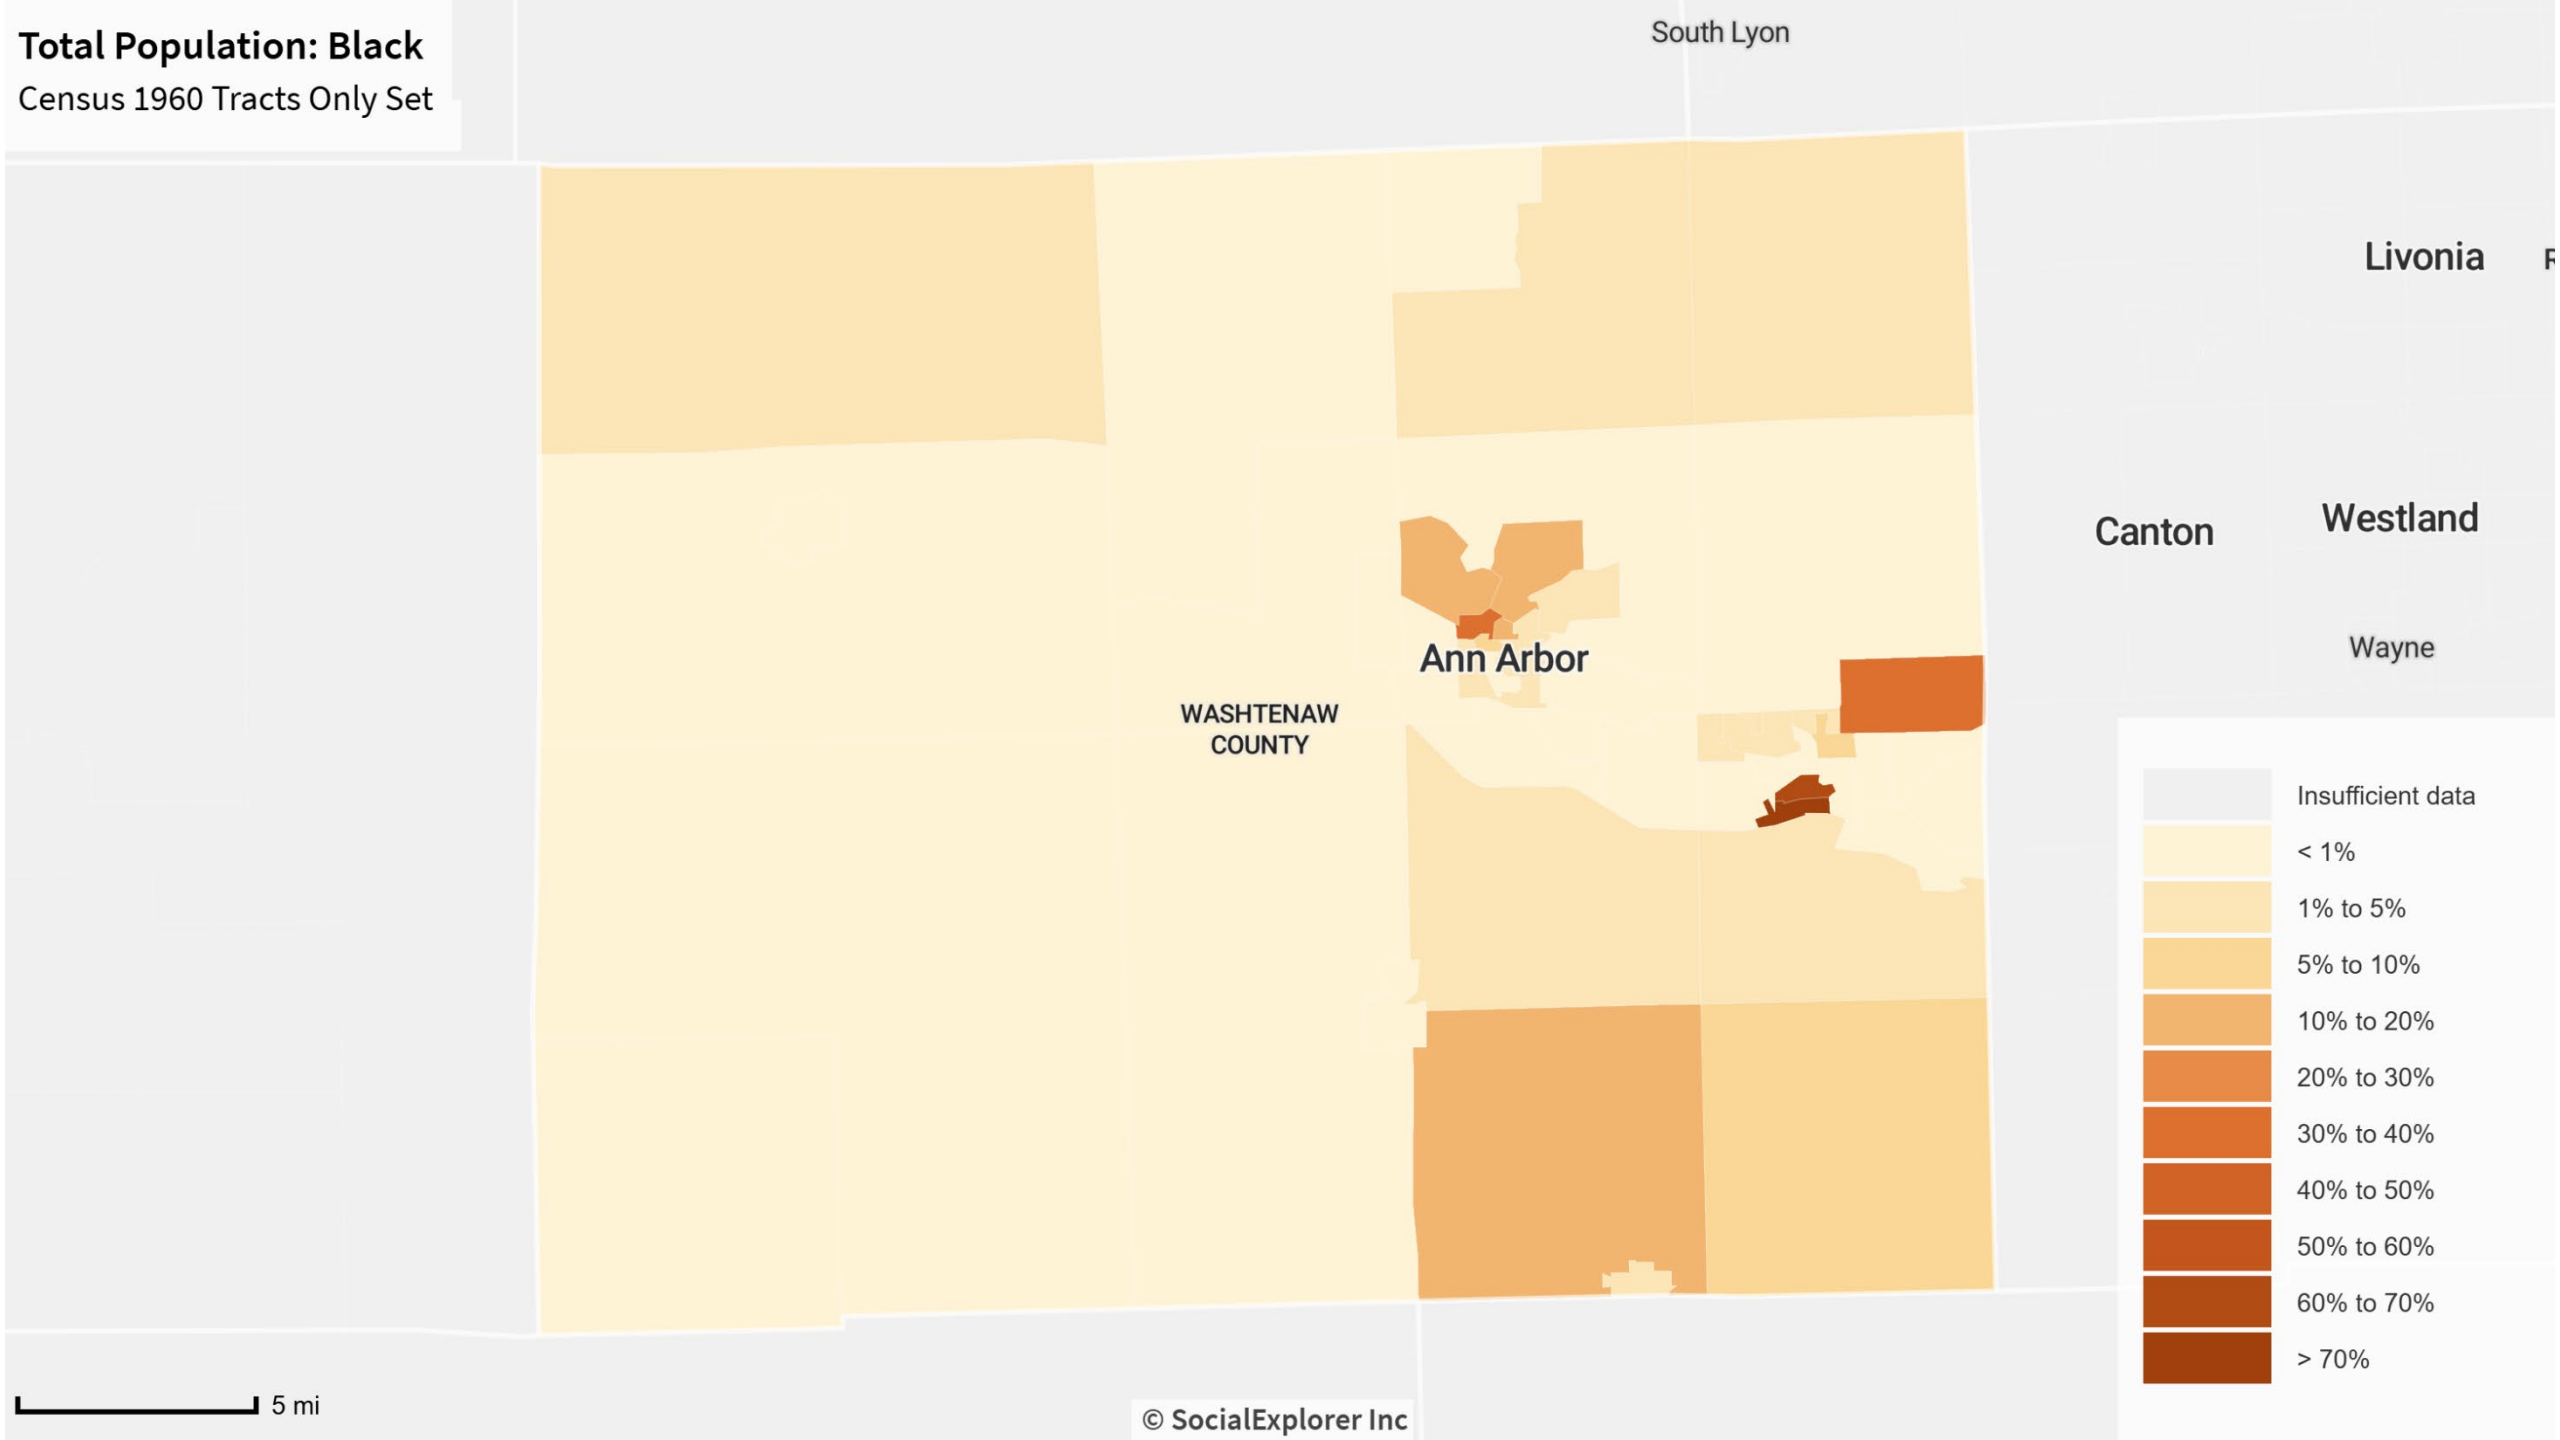 Total Population: Black
Census 1960 Tracts Only Set
South Lyon
Livonia
R
Canton
Westland
Wayne
Ann Arbor
WASHTENAW
COUNTY
Insufficient data
< 1%
1% to 5%
5% to 10%
10% to 20%
20% to 30%
30% to 40%
40% to 50%
50% to 60%
60% to 70%
> 70%
5 mi
© SocialExplorer Inc